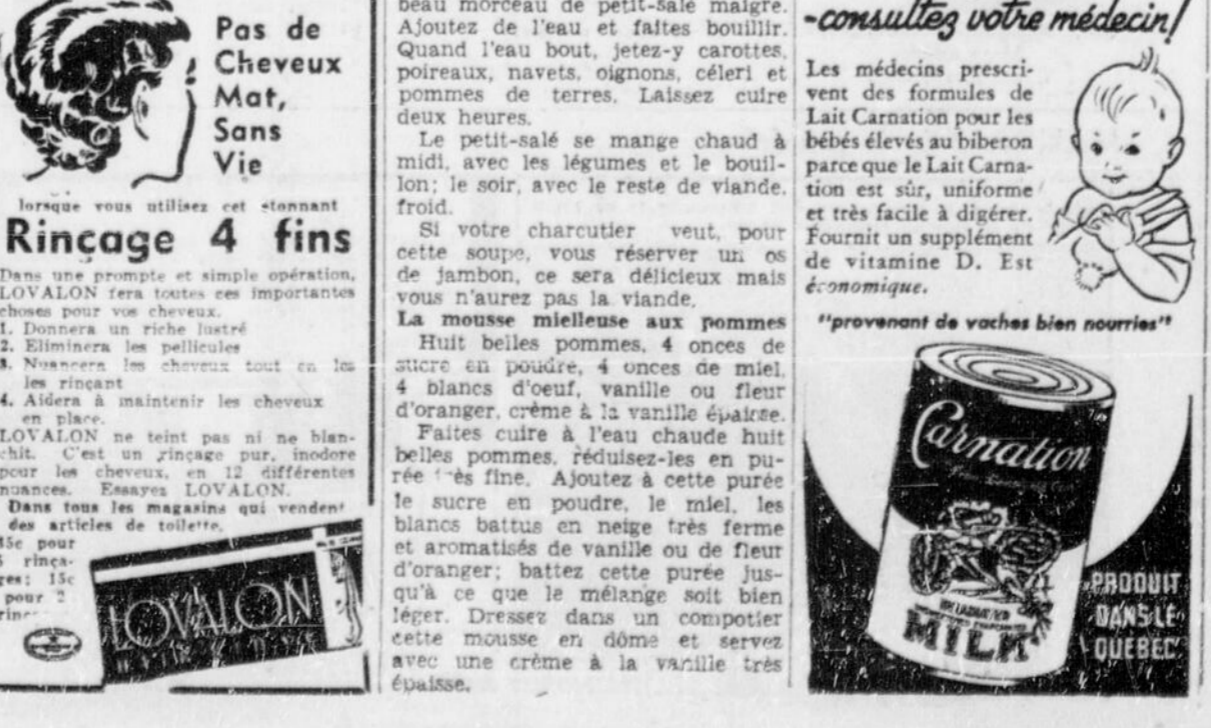 Pas de
Cheveux
Mat,
Sans
Vie
lorsque vous utilisez cet étonnant
Rinçage 4 fins
Dans une prompte et simple opération,
LOVALON fera toutes ces importantes
choses pour vos cheveux.
1. Donnera un riche lustré
2. Eliminera les pellicules
3. Nuancera les cheveux tout en les
les rinçant
4. Aidera à maintenir les cheveux
en place.
LOVALON ne teint pas ni ne blan-
chit. C'est un rinçage pur, inodore
pour les cheveux, en 12 différentes
nuances. Essayez LOVALON.
Dans tous les magasins qui vendent
des articles de toilette.
pour
rinça-
15c
pour 2
LOVALON
beau morceau de petit-salé maigre.
Ajoutez de l'eau et faites bouillir.
Quand l'eau bout, jetez-y carottes,
poireaux, navets, oignons, céleri et
pommes de terres. Laissez cuire
deux heures.
Le petit-salé se mange chaud à
midi, avec les légumes et le bouil-
lon; le soir, avec le reste de viande,
froid.
Si votre charcutier veut, pour
cette soupe, vous réserver un os
de jambon, ce sera délicieux mais
vous n'aurez pas la viande.
La mousse mielleuse aux pommes
Huit belles pommes, 4 onces de
sucre en poudre, 4 onces de miel,
4 blancs d'oeuf, vanille ou fleur
d'oranger, crème à la vanille épaisse.
Faites cuire à l'eau chaude huit
belles pommes, réduisez-les en pu-
rée très fine. Ajoutez à cette purée
le sucre en poudre, le miel, les
blancs battus en neige très ferme
et aromatisés de vanille ou de fleur
d'oranger; battez cette purée jus-
qu'à ce que le mélange soit bien
léger. Dressez dans un compotier
cette mousse en dôme et servez
avec une crème à la vanille très
épaisse.
-consultez votre médecin!
Les médecins prescri-
vent des formules de
Lait Carnation pour les
bébés élevés au biberon
parce que le Lait Carna-
tion est sûr, uniforme
et très facile à digérer.
Fournit un supplément
de vitamine D. Est
économique.
"provenant de vaches bien nourries"
Carnation
MILK
PRODUIT
DANS LE
QUEBEC